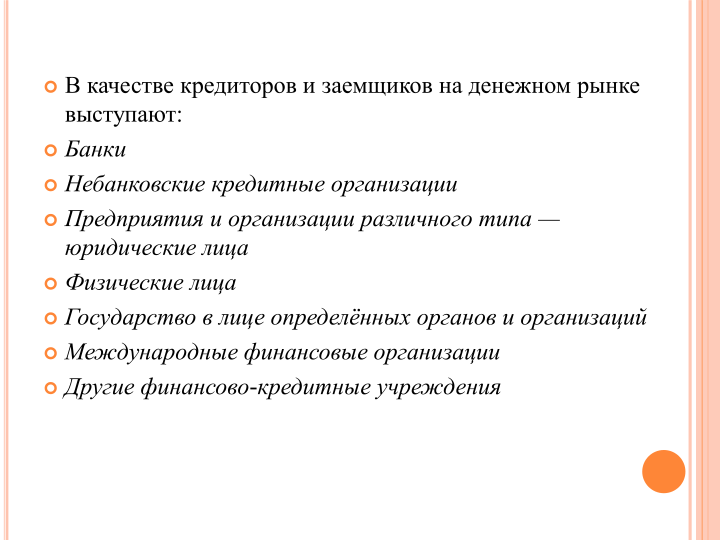 В качестве кредиторов и заемщиков на денежном рынке
выступают:
Банки
Небанковские кредитные организации
Предприятия и организации различного типа —
юридические лица
Физические лица
Государство в лице определённых органов и организаций
Международные финансовые организации
Другие финансово-кредитные учреждения